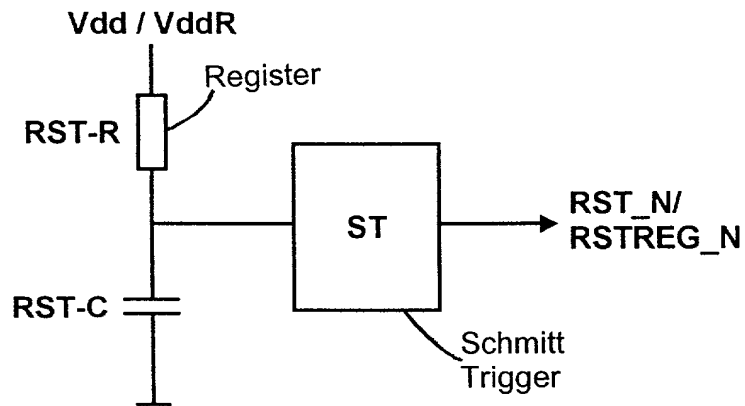 Vdd / VddR
Register
RST-R
ST
RST_N/
RSTREG_N
RST-C
Schmitt
Trigger